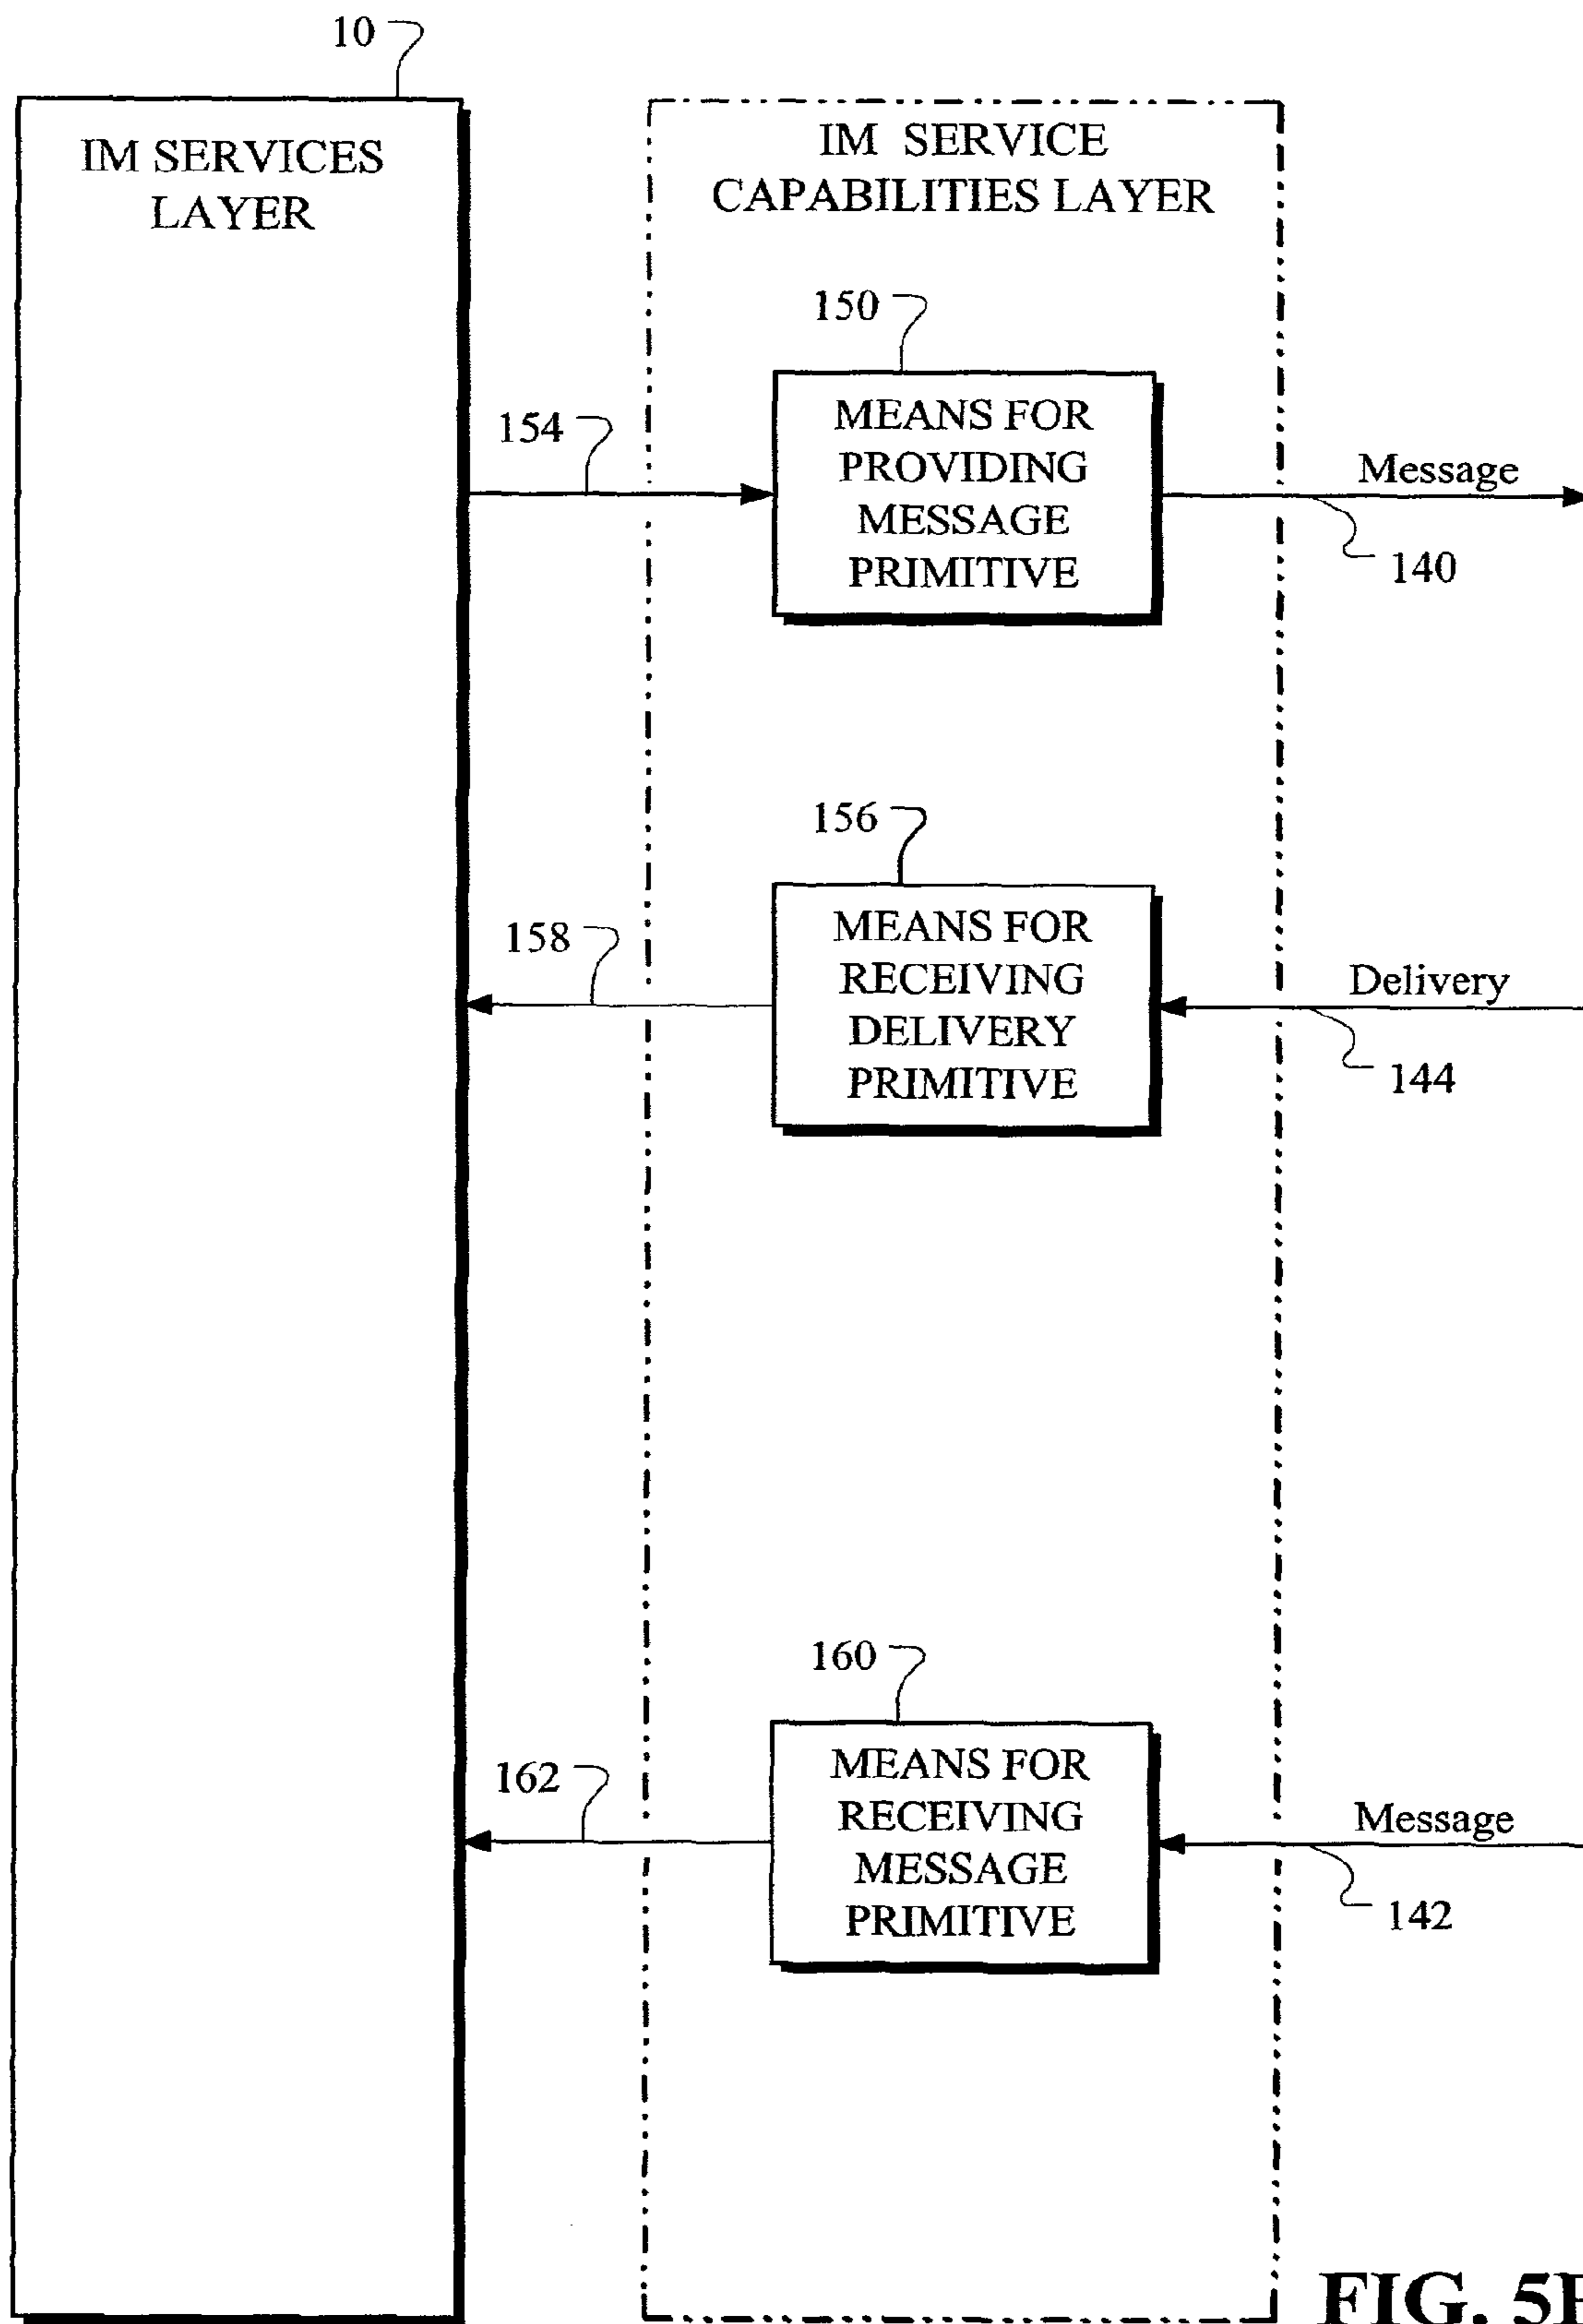 10
IM SERVICES
LAYER
IM SERVICE
CAPABILITIES LAYER
150
MEANS FOR
PROVIDING
MESSAGE
PRIMITIVE
154
Message
140
156
MEANS FOR
RECEIVING
DELIVERY
PRIMITIVE
158
Delivery
144
160
MEANS FOR
RECEIVING
MESSAGE
PRIMITIVE
162
Message
142
FIG.